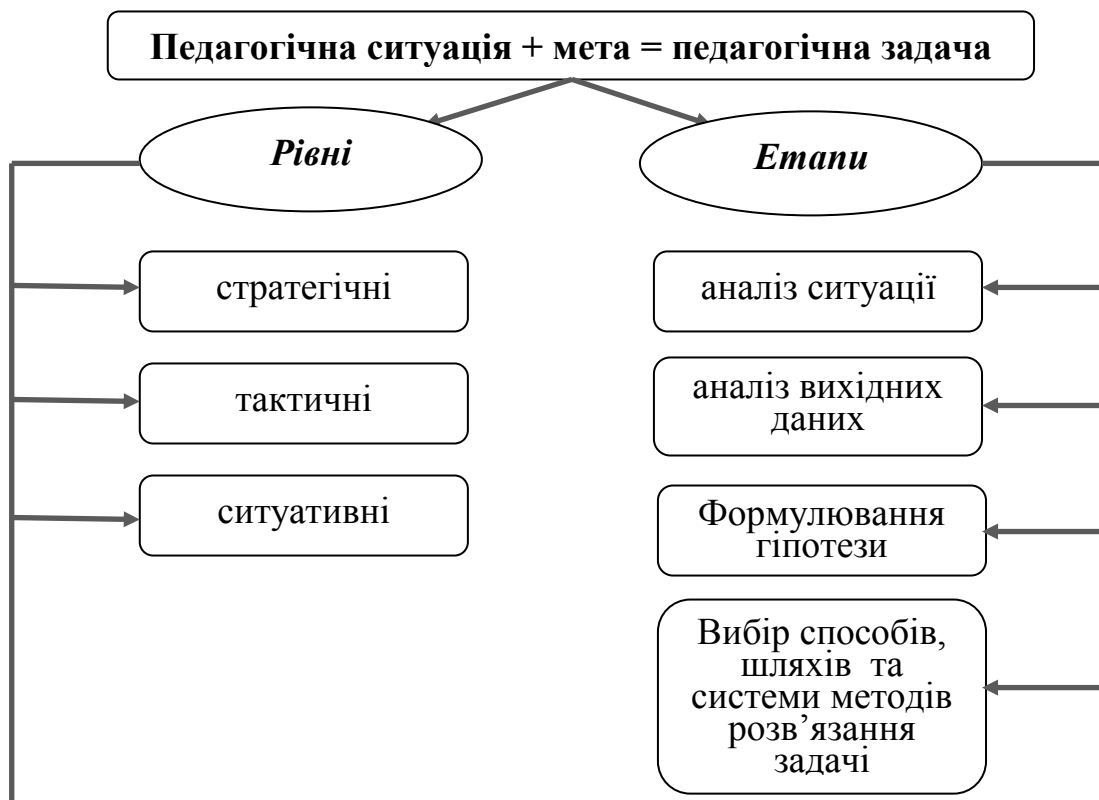 Педагогічна ситуація + мета = педагогічна задача
Рівні
стратегічні
тактичні
ситуативні
Етапи
аналіз ситуації
аналіз вихідних
даних
Формулювання
гіпотези
Вибір способів,
шляхів та
системи методів
розв’язання
задачі